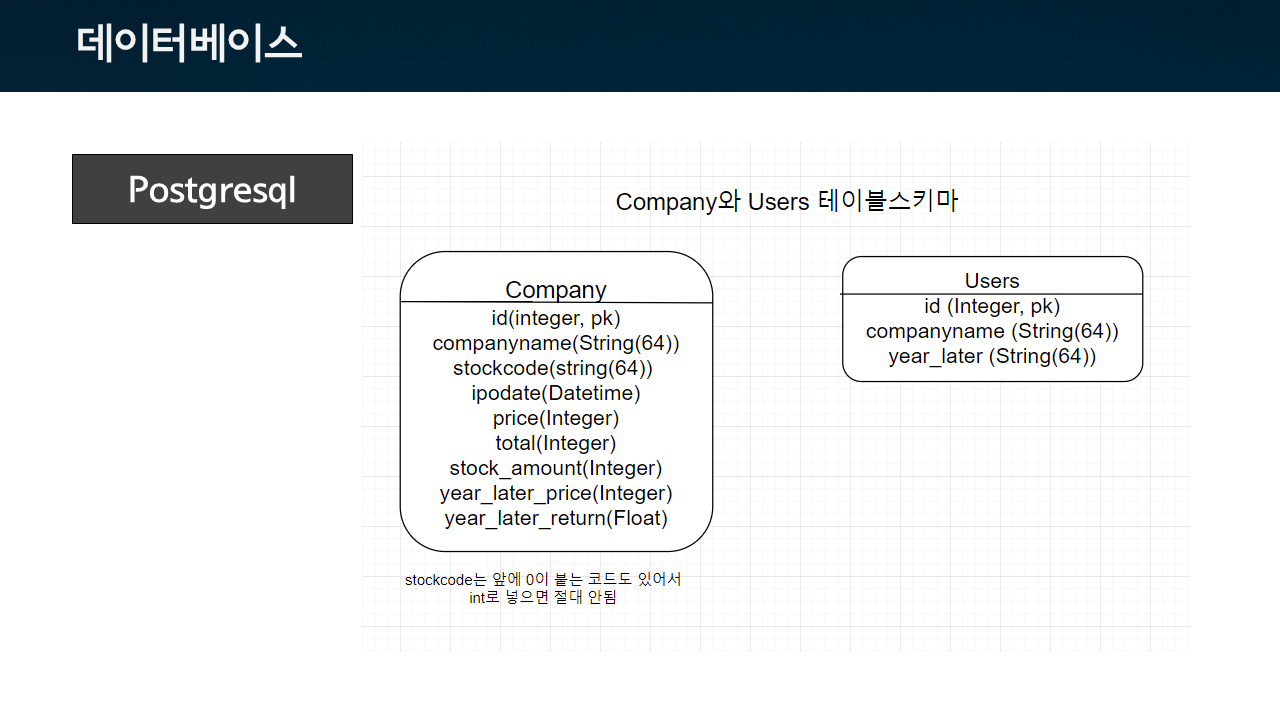 데이터베이스
Postgresql
Company와 Users 테이블스키마
Company
id(integer, pk)
companyname(String(64))
stockcode(string(64))
ipodate(Datetime)
price(Integer)
total(Integer)
stock_amount(Integer)
year_later_price(Integer)
year_later_return(Float)
stockcode는 앞에 0이 붙는 코드도 있어서
int로 넣으면 절대 안됨
Users
id (Integer, pk)
companyname (String(64))
year_later (String(64))